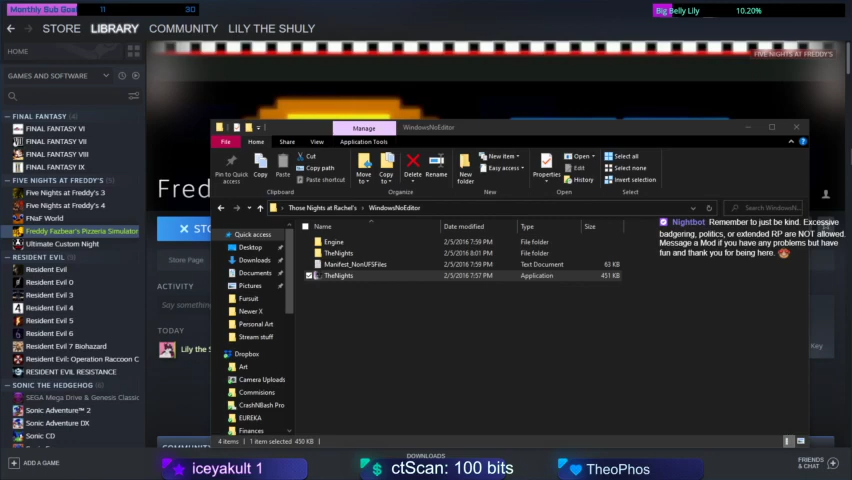 Monthly Sub Goal 11 30
Big Belly Lily 10.20%
STORE LIBRARY COMMUNITY LILY THE SHULY
HOME
FIVE NIGHTS AT FREDDY'S
GAMES AND SOFTWARE
FINAL FANTASY (4)
FINAL FANTASY VI
FINAL FANTASY VII
FINAL FANTASY VIII
FINAL FANTASY IX
FIVE NIGHTS AT FREDDY'S (5)
Five Nights at Freddy's 3
Five Nights at Freddy's 4
FNaF World
Freddy Fazbear's Pizzeria Simulator
Ultimate Custom Night
RESIDENT EVIL
Resident Evil
Resident Evil 0
Resident Evil 3
Resident Evil 4
Resident Evil 5
Resident Evil 6
Resident Evil 7 Biohazard
Resident Evil: Operation Raccoon C
RESIDENT EVIL RESISTANCE
SONIC THE HEDGEHOG
SEGA Mega Drive & Genesis Classic
Sonic Adventure™ 2
Sonic Adventure DX
Sonic CD
ADD A GAME
Fred
STO
Store Page
ACTIVITY
Say something
TODAY
Lily the S
Key
Manage
WindowsNoEditor
File Home Share View Application Tools
Pin to Quick access
Copy
Paste
Cut
Copy path
Paste shortcut
Clipboard
Move to
Copy to
Delete
Rename
Organize
New folder
New item
Easy access
New
Properties
Open
Edit
History
Open
Select all
Select none
Invert selection
Select
Those Nights at Rachel's › WindowsNoEditor
Search WindowsN...
Quick access
Desktop
Downloads
Documents
Pictures
Fursuit
Newer X
Personal Art
Stream stuff
Dropbox
Art
Camera Uploads
Commisions
CrashNBash Pro
EUREKA
Finances
Name Date modified Type Size
Engine 2/5/2016 7:59 PM File folder
TheNights 2/5/2016 8:01 PM File folder
Manifest_NonUFSFiles 2/5/2016 7:59 PM Text Document 63 KB
TheNights 2/5/2016 7:57 PM Application 451 KB
4 items 1 item selected 450 KB
Nightbot Remember to just be kind. Excessive
badgering, politics, or extended RP are NOT allowed.
Message a Mod if you have any problems but have
fun and thank you for being here.
DOWNLOADS
FRIENDS
& CHAT
iceyakult 1
ctScan: 100 bits
TheoPhos